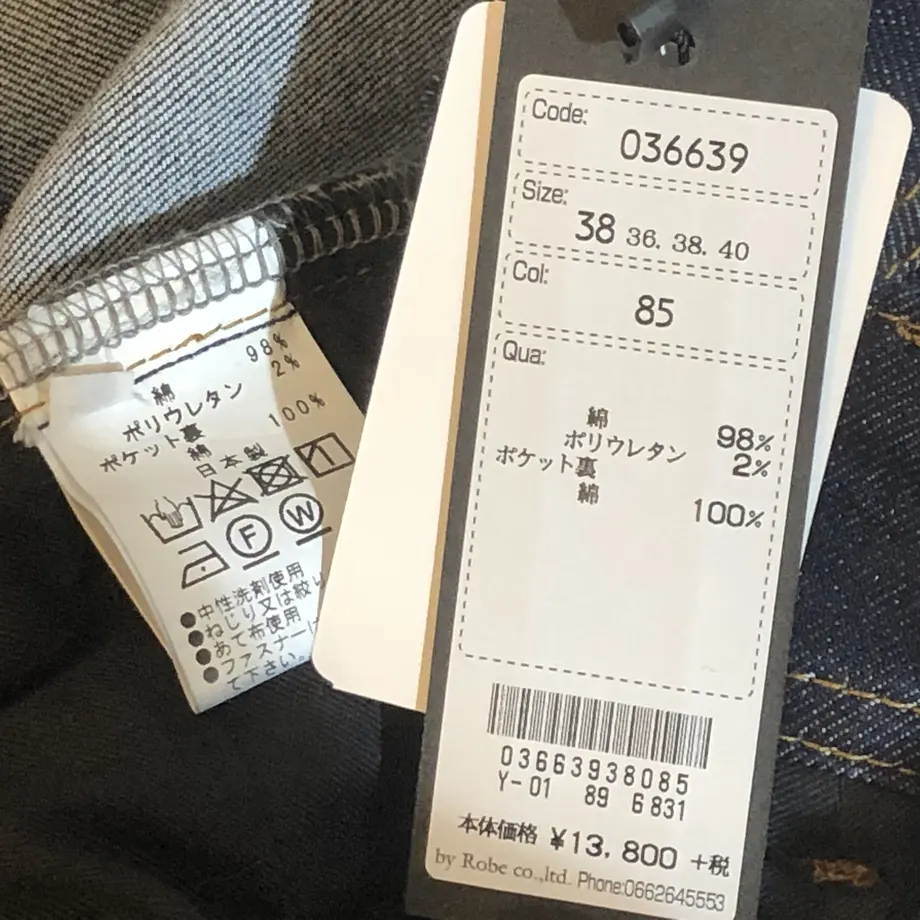 98%
綿
2%
ポリウレタン
ポケット裏
100%
綿
日本製
F
W
●中性洗剤使用
●ねじり又は絞り
●あて布使用
●ファスナーは
て下さい。
Code:
036639
Size:
38 36. 38. 40
Col:
85
Qua:
綿 98%
ポリウレタン 2%
ポケット裏
綿 100%
03663938085
Y-01 89 6831
本体価格 ¥13,800 +税
by Robe co.,ltd. Phone:0662645553